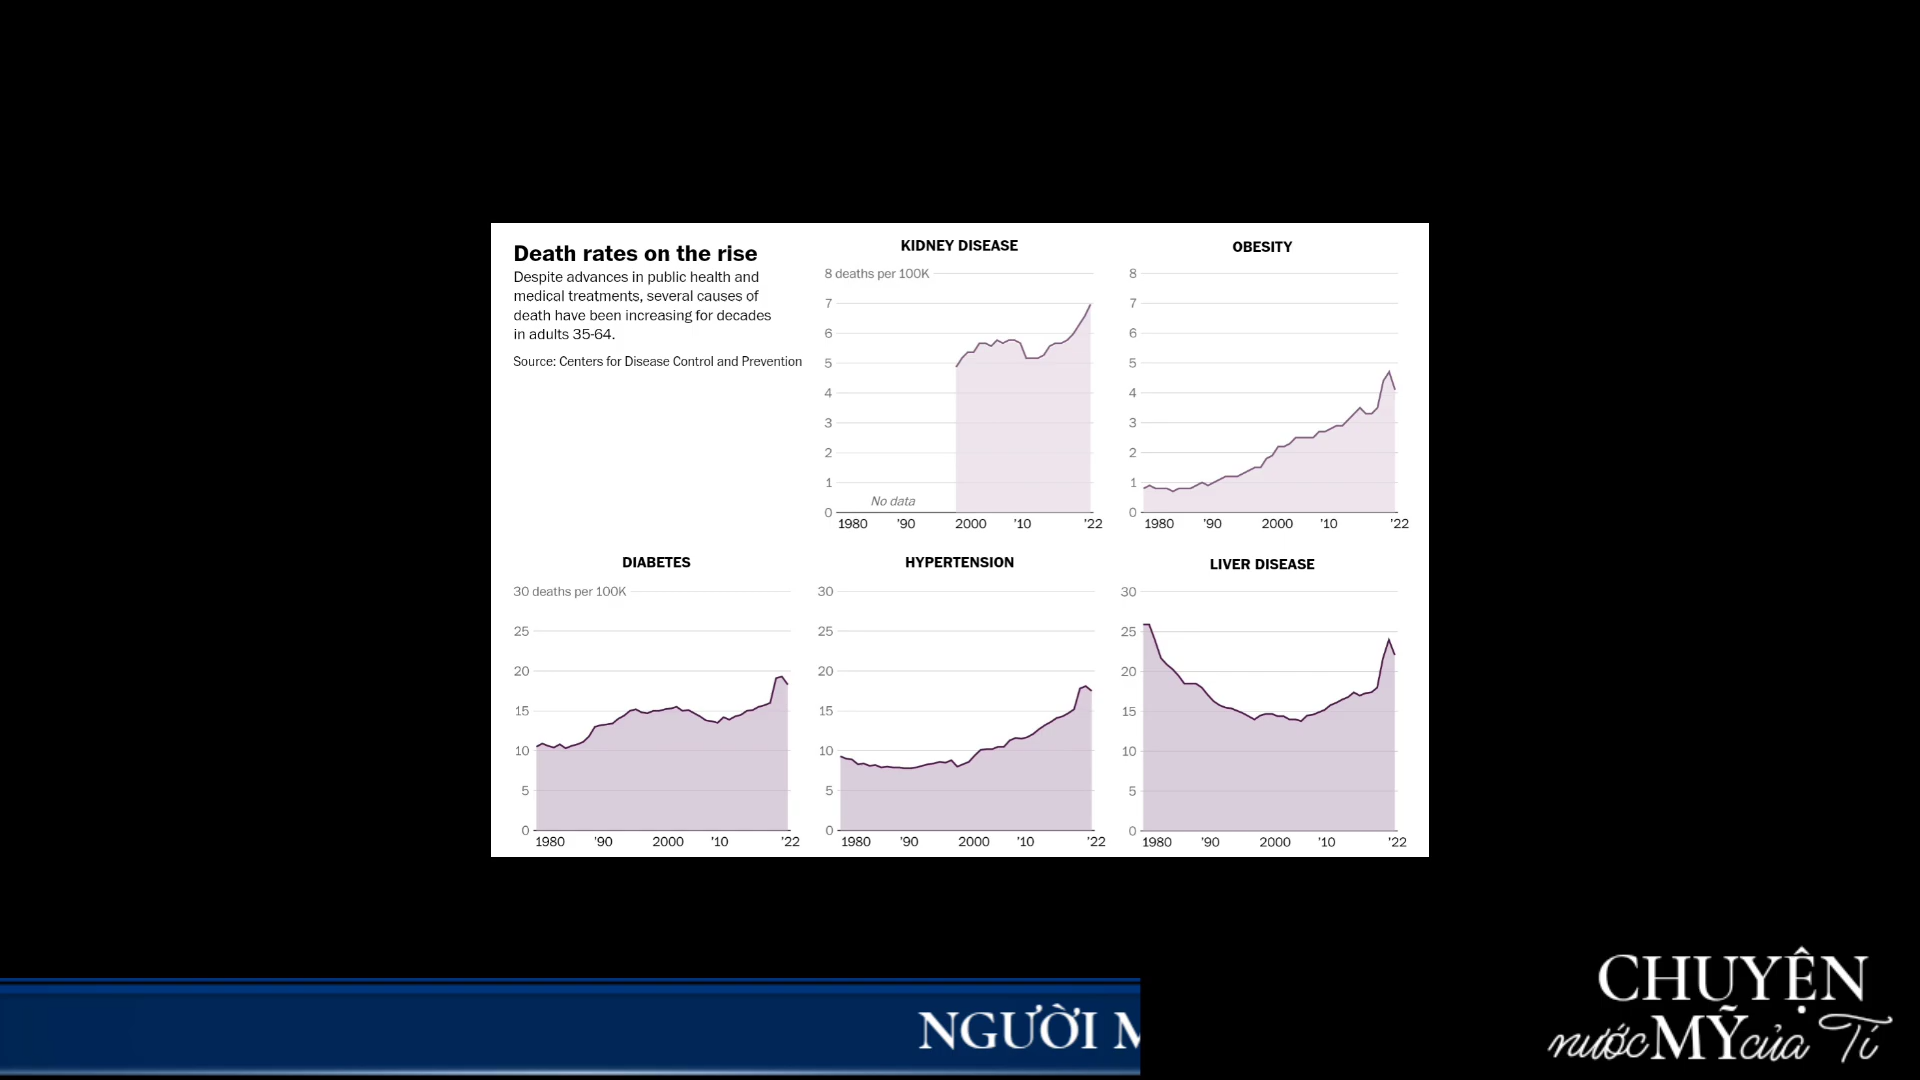 Death rates on the rise
Despite advances in public health and
medical treatments, several causes of
death have been increasing for decades
in adults 35-64.
Source: Centers for Disease Control and Prevention
KIDNEY DISEASE
8 deaths per 100K
7
6
5
4
3
2
1
0
No data
1980 '90 2000 '10 '22
OBESITY
8
7
6
5
4
3
2
1
0
1980 '90 2000 '10 '22
DIABETES
30 deaths per 100K
25
20
15
10
5
0
1980 '90 2000 '10 '22
HYPERTENSION
30
25
20
15
10
5
0
1980 '90 2000 '10 '22
LIVER DISEASE
30
25
20
15
10
5
0
1980 '90 2000 '10 '22
NGƯỜI
CHUYỆN
nước MỸ của Tí